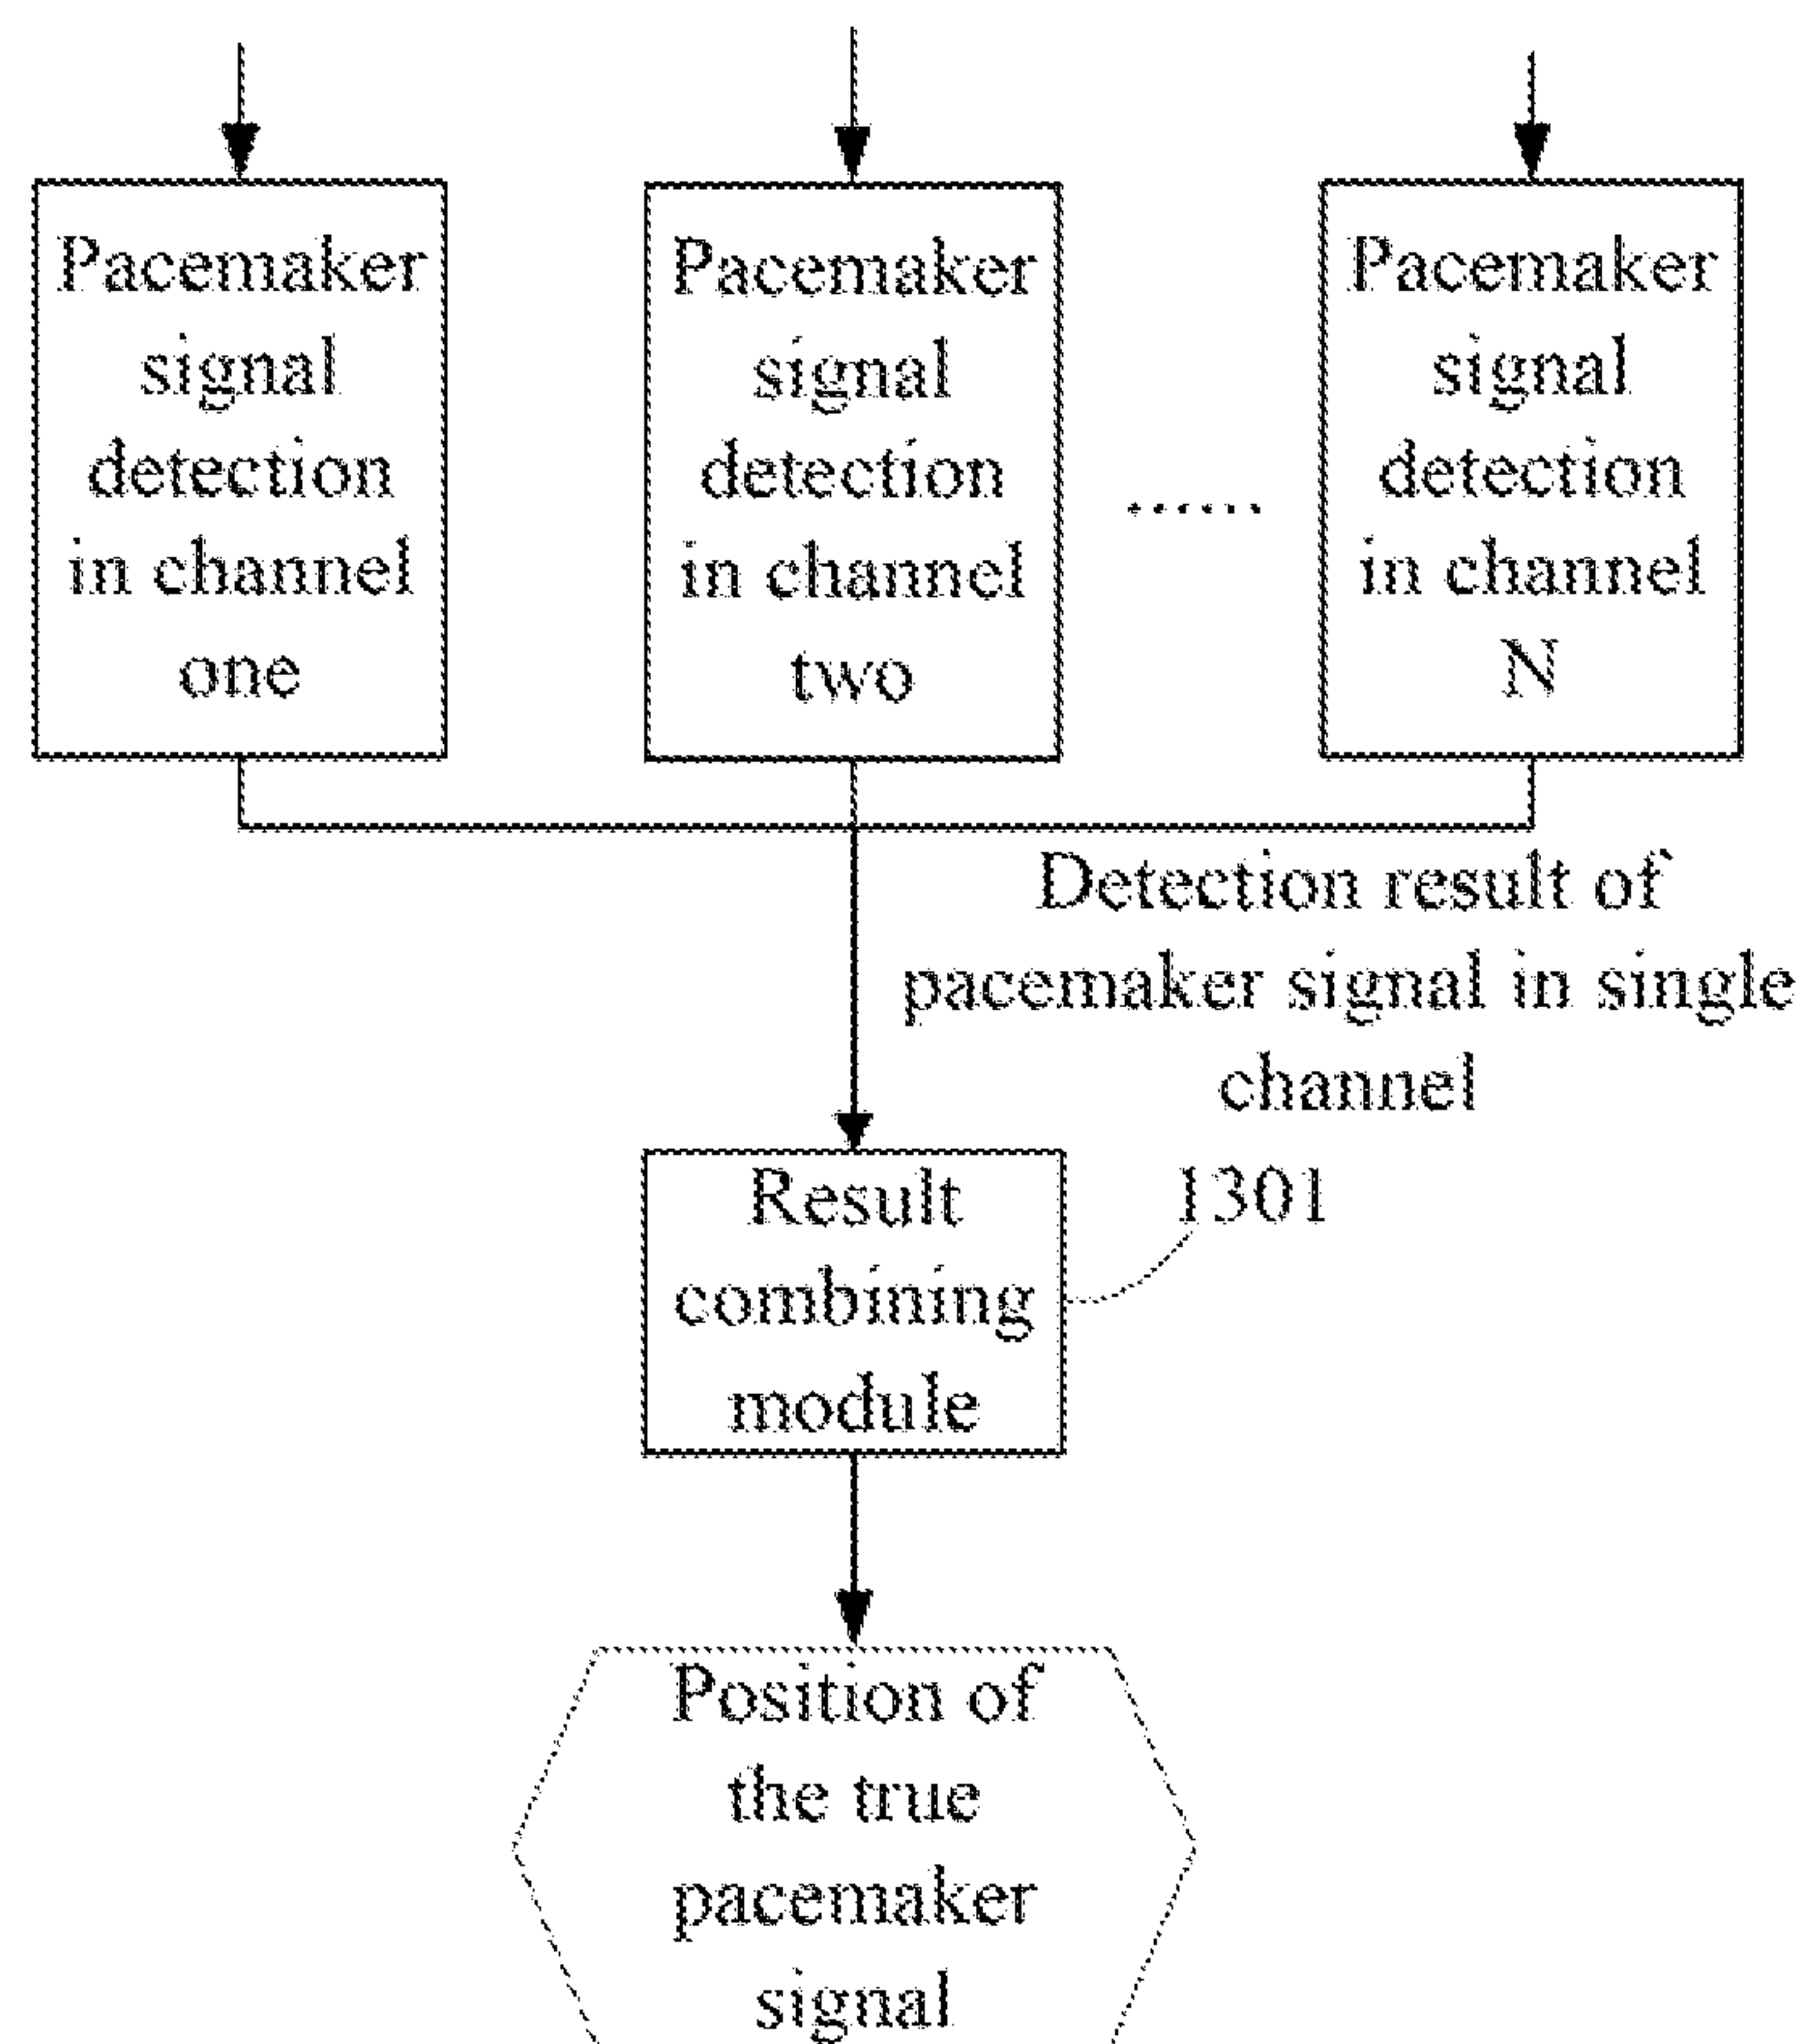 Pacemaker
signal
detection
in channel
one
Pacemaker
signal
detection
in channel
two
......
Pacemaker
signal
detection
in channel
N
Detection result of
pacemaker signal in single
channel
Result
combining
module
1301
Position of
the true
pacemaker
signal